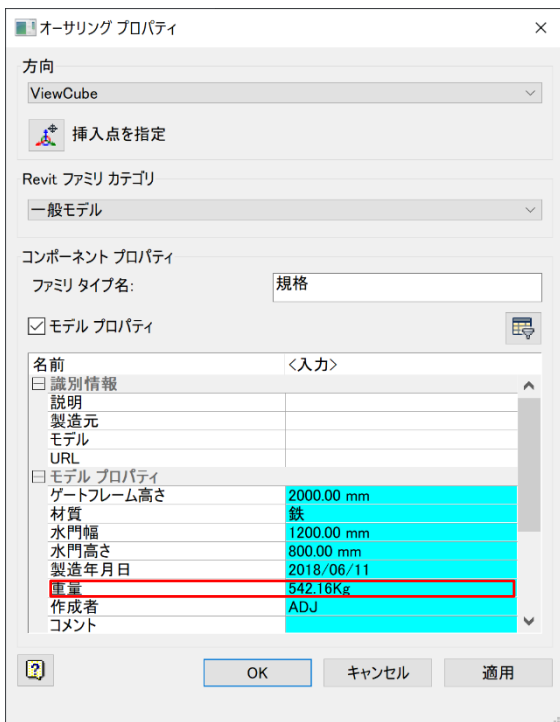 オーサリング プロパティ
方向
ViewCube
挿入点を指定
Revit ファミリ カテゴリ
一般モデル
コンポーネント プロパティ
ファミリ タイプ名: 規格
モデル プロパティ
名前 <入力>
識別情報
説明
製造元
モデル
URL
モデル プロパティ
ゲートフレーム高さ 2000.00 mm
材質 鉄
水門幅 1200.00 mm
水門高さ 800.00 mm
製造年月日 2018/06/11
重量 542.16Kg
作成者 ADJ
コメント
OK キャンセル 適用